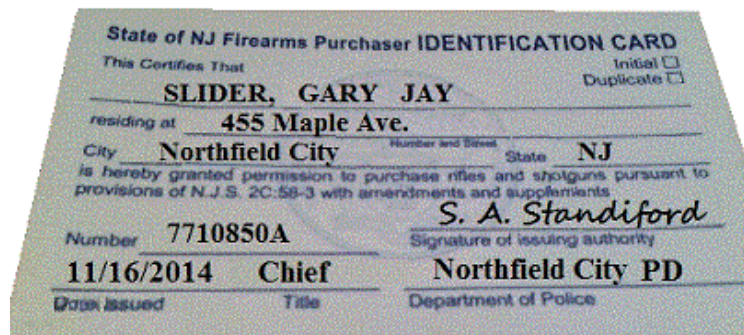 State of NJ Firearms Purchaser IDENTIFICATION CARD
This Certifies That Initial
Duplicate
SLIDER, GARY JAY
residing at 455 Maple Ave.
Number and Street
City Northfield City State NJ
is hereby granted permission to purchase rifles and shotguns pursuant to
provisions of N.J.S. 2C:58-3 with amendments and supplements
S. A. Standiford
Number 7710850A Signature of issuing authority
11/16/2014 Chief Northfield City PD
Date Issued Title Department of Police